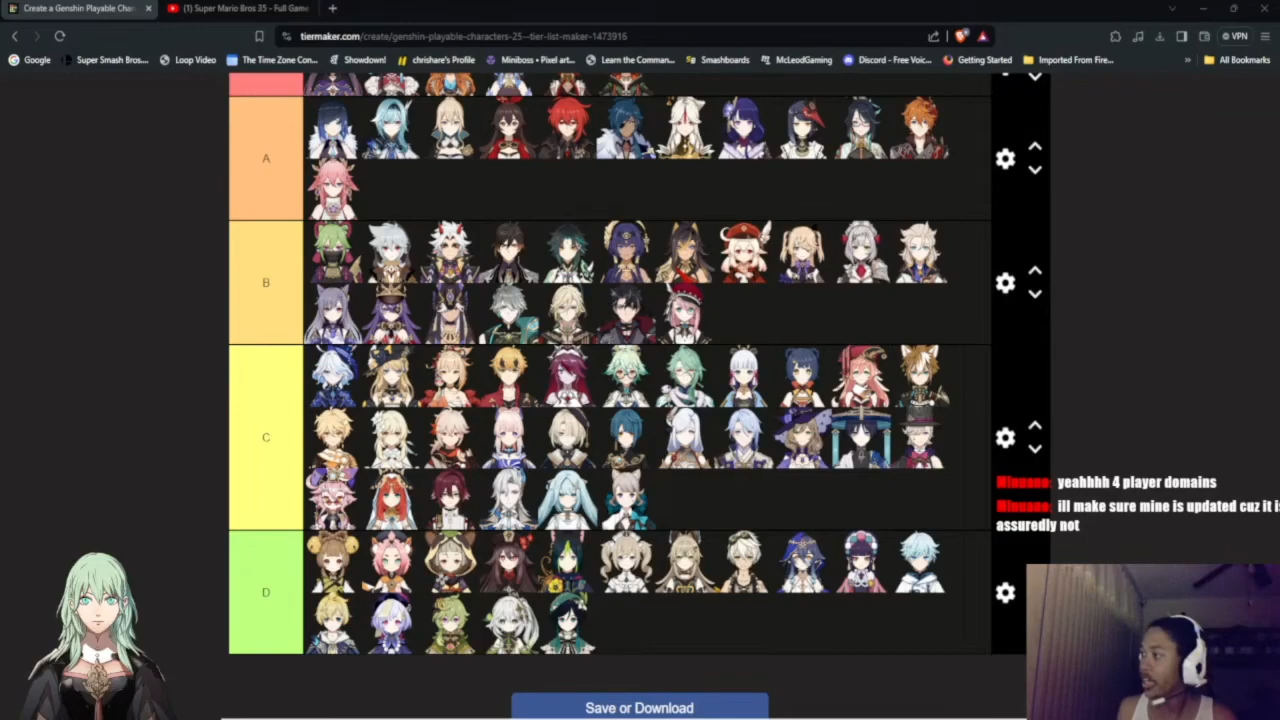 Create a Genshin Playable Chara
(1) Super Mario Bros 35 - Full Game
tiermaker.com/create/genshin-playable-characters-25--tier-list-maker-1473916
VPN
Google
Super Smash Bros...
Loop Video
The Time Zone Con...
Showdown!
chrishare's Profile
Miniboss • Pixel art...
Learn the Comman...
Smashboards
McLeodGaming
Discord - Free Voic...
Getting Started
Imported From Fire...
»
All Bookmarks
A
B
C
D
Minuano: yeahhhh 4 player domains
Minuano: ill make sure mine is updated cuz it is
assuredly not
Save or Download